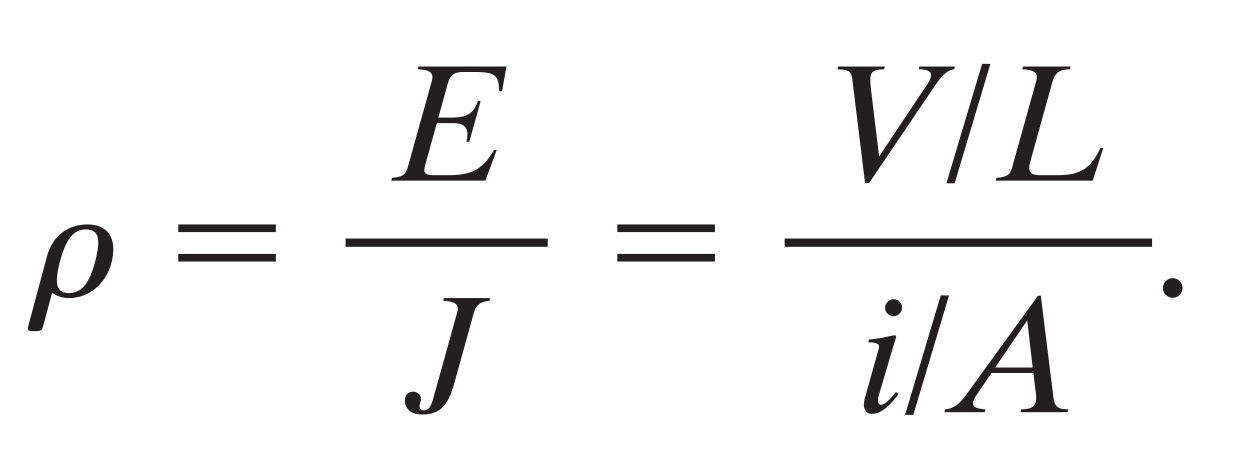 ρ = E/J = (V/L)/(i/A).